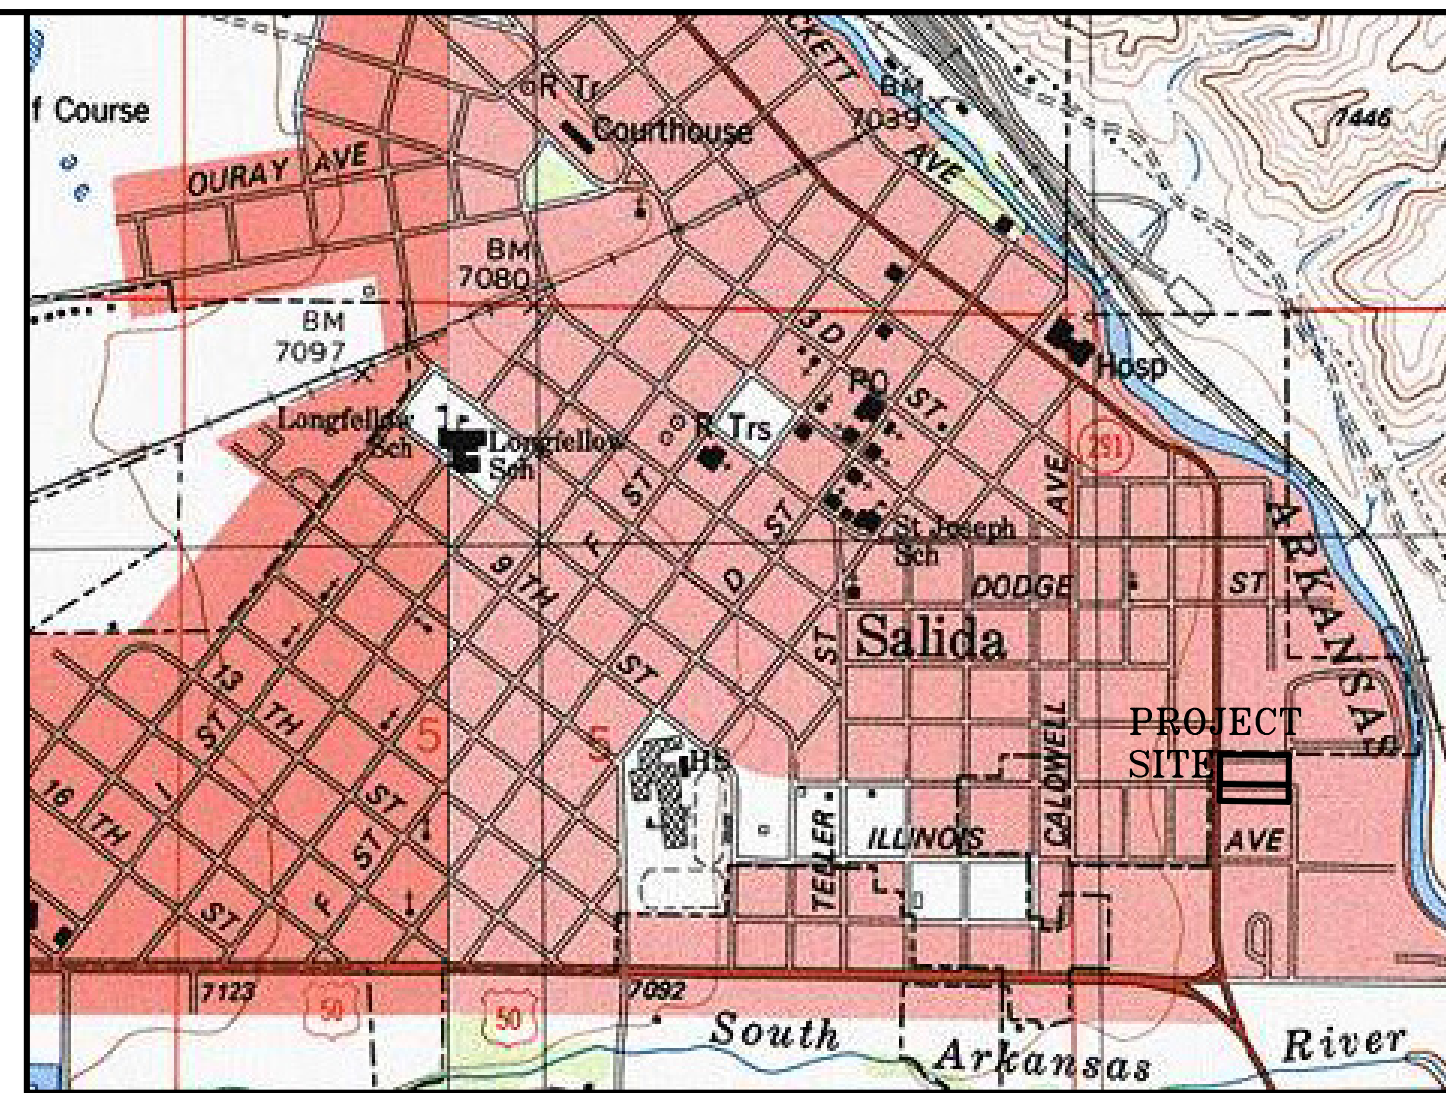 CKETT
R Tr
BM
7039
f Course
Courthouse
7446
AVE
OURAY AVE
BM
7080
BM
7097
3 D
Hosp
PO
ST
Longfellow
Sch
Longfellow
Sch
R Trs
251
AVE
ST
ST
St Joseph
Sch
ARKANSAS
F
9 TH
D
DODGE
ST
ST
Salida
ST
13
TH
ST
PROJECT
SITE
5
5
HS
CALDWELL
16
TH
I
ST
ST
TELLER
ILLINOIS
AVE
F
ST
7123
50
50
7092
South
Arkansas
River